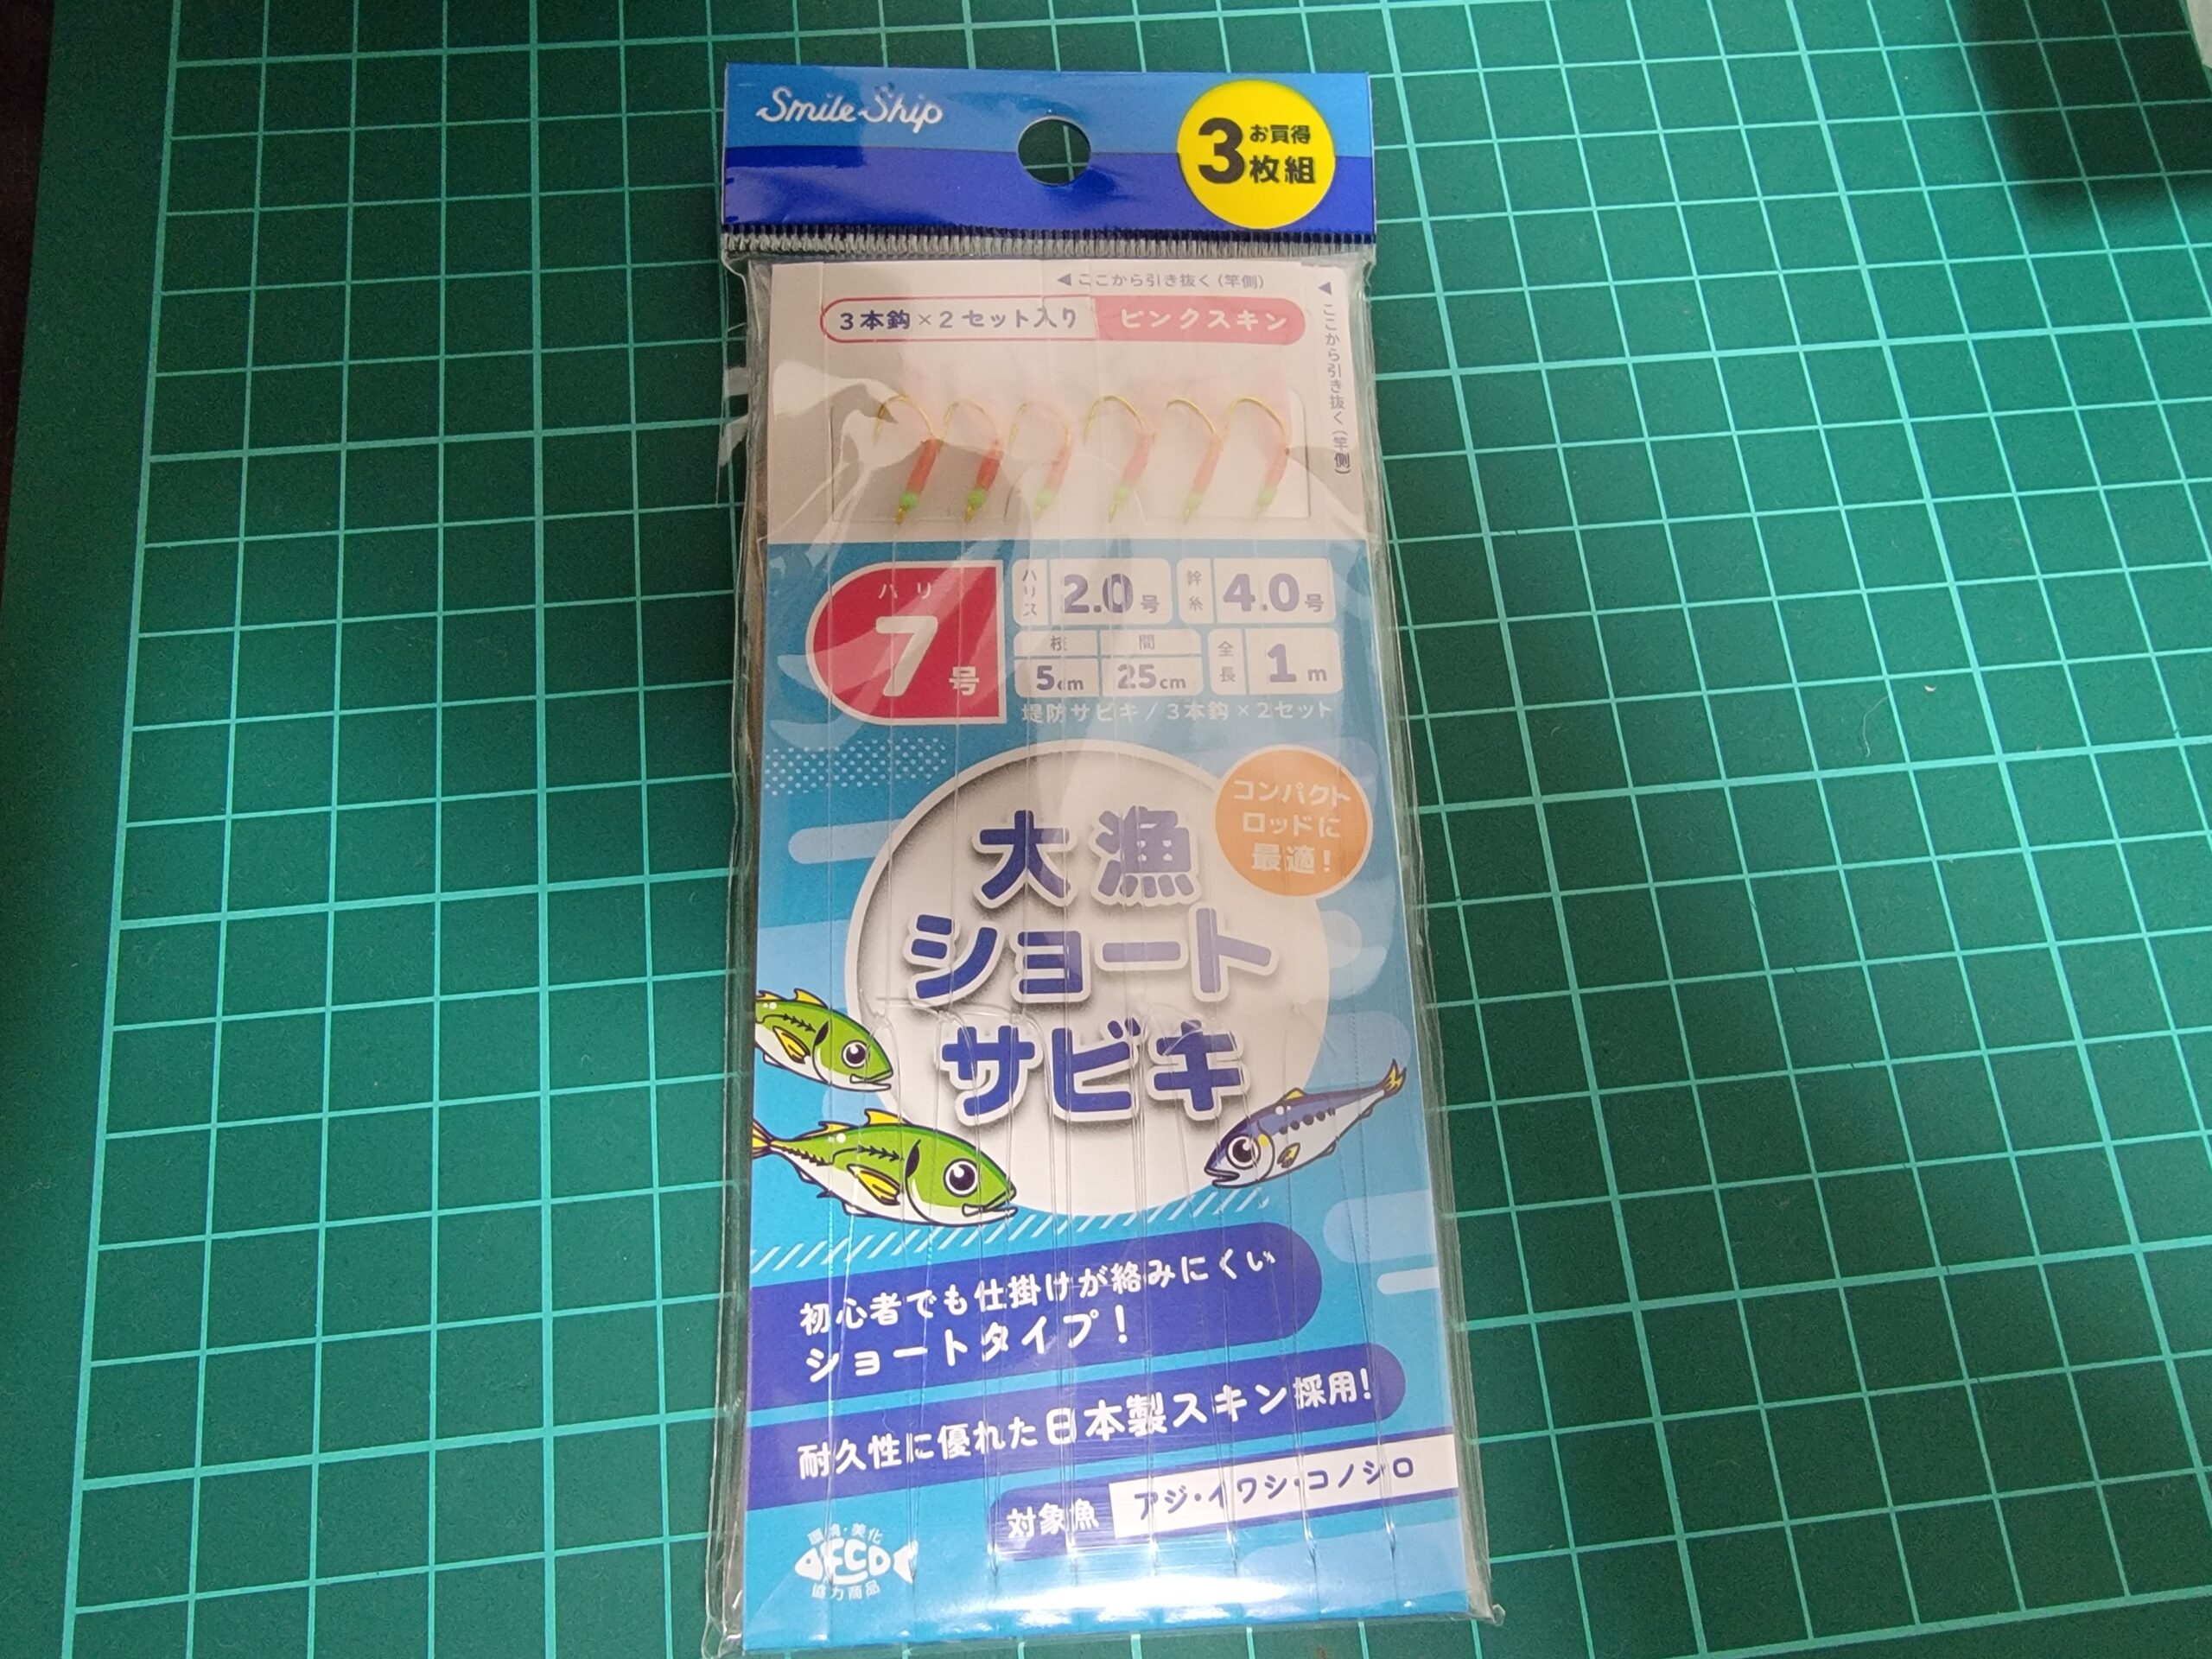 Smile Ship
お買得
3枚組
◀ここから引き抜く(竿側)
◀ここから引き抜く(竿側)
3本鈎×2セット入り ピンクスキン
ハリ
7号
ハリス 2.0号
幹糸 4.0号
枝 間
5cm 25cm
全長 1m
堤防サビキ/3本鈎×2セット
コンパクト
ロッドに
最適!
大漁
ショート
サビキ
初心者でも仕掛けが絡みにくい
ショートタイプ!
耐久性に優れた日本製スキン採用!
対象魚 アジ・イワシ・コノシロ
環境・美化
ECO
協力商品